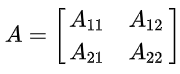 A = [ A₁₁ A₁₂
A₂₁ A₂₂ ]